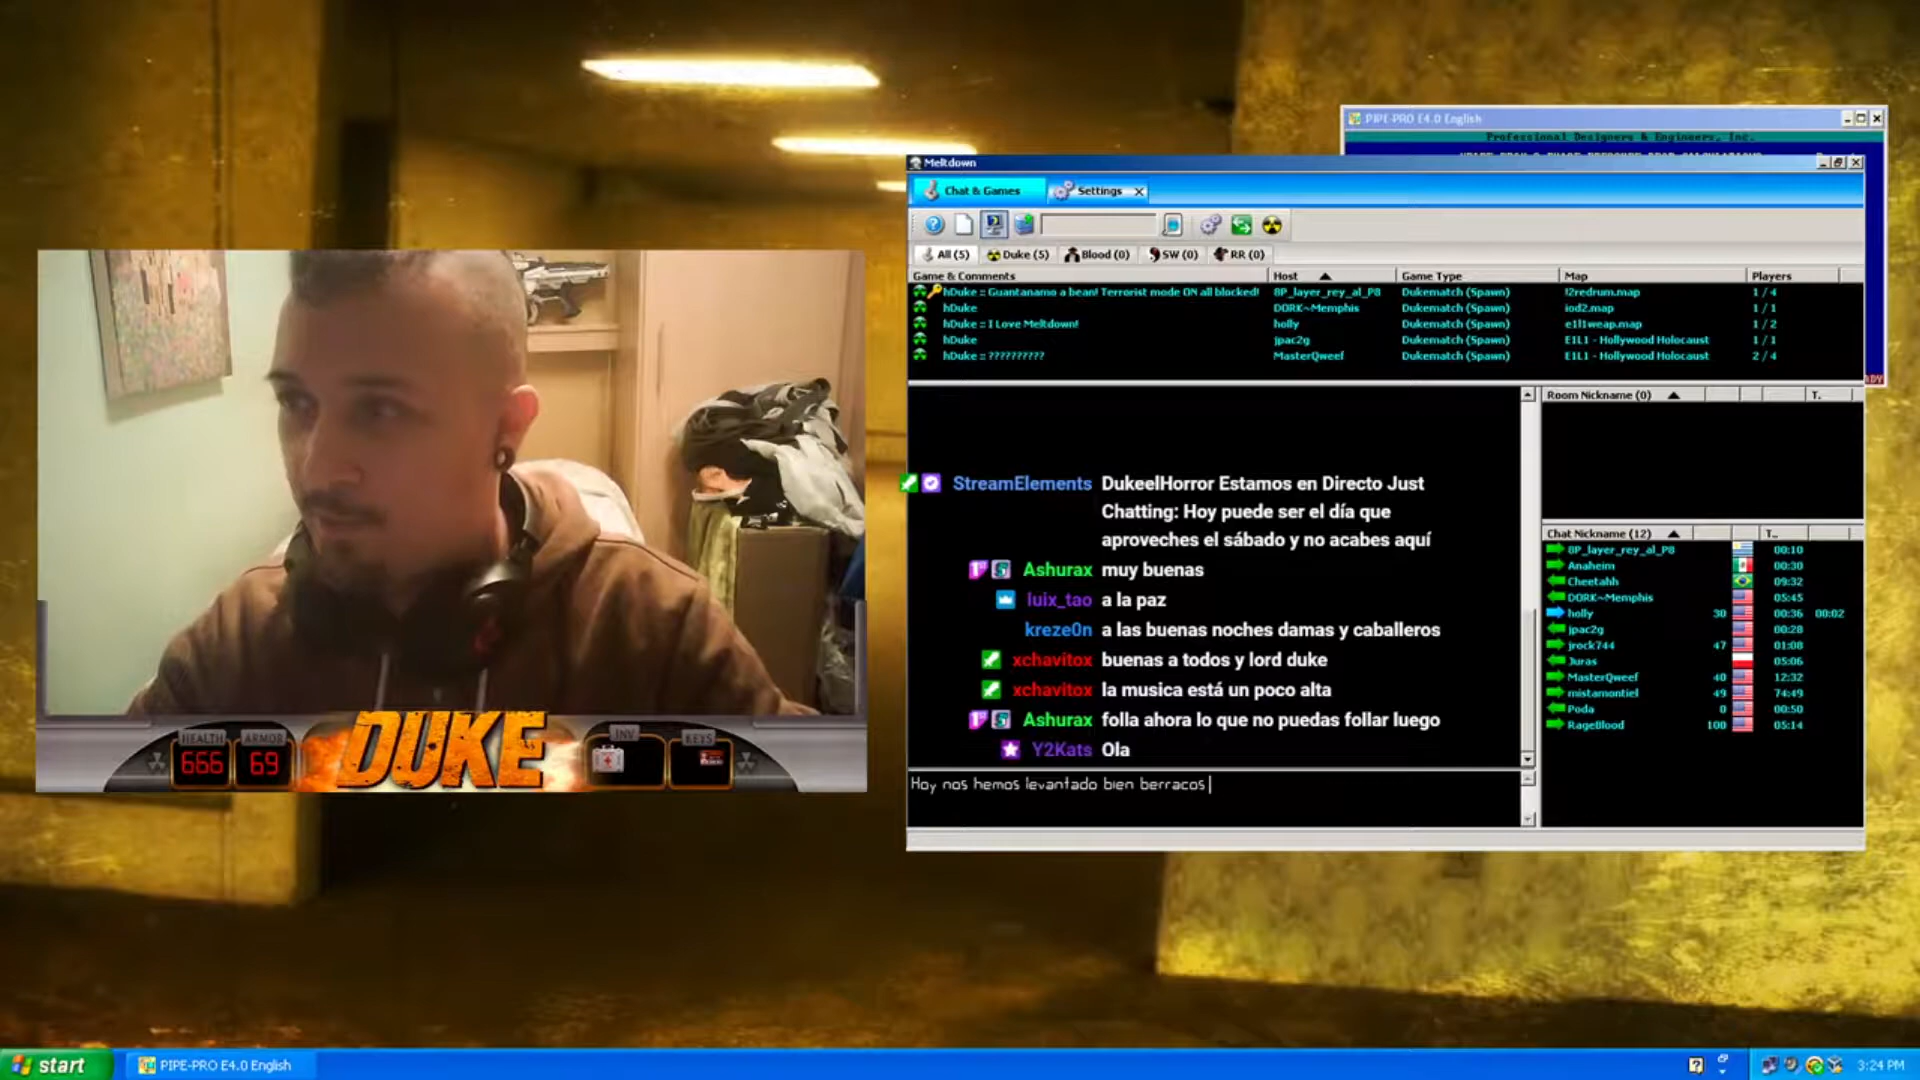 PIPE-PRO E4.0 English
Professional Designers & Engineers, Inc.
Meltdown
Chat & Games
Settings
All (5)
Duke (5)
Blood (0)
SW (0)
RR (0)
Game & Comments
Host
Game Type
Map
Players
hDuke :: Guantanamo a bean! Terrorist mode ON all blocked! 8P_layer_rey_al_P8 Dukematch (Spawn) !2redrum.map 1 / 4
hDuke DORK~Memphis Dukematch (Spawn) iod2.map 1 / 1
hDuke :: I Love Meltdown! holly Dukematch (Spawn) e1l1weap.map 1 / 2
hDuke jpac2g Dukematch (Spawn) E1L1 - Hollywood Holocaust 1 / 1
hDuke :: ?????????? MasterQweef Dukematch (Spawn) E1L1 - Hollywood Holocaust 2 / 4
Room Nickname (0)
T.
StreamElements DukeelHorror Estamos en Directo Just
Chatting: Hoy puede ser el día que
aproveches el sábado y no acabes aquí
Ashurax muy buenas
luix_tao a la paz
kreze0n a las buenas noches damas y caballeros
xchavitox buenas a todos y lord duke
xchavitox la musica está un poco alta
Ashurax folla ahora lo que no puedas follar luego
Y2Kats Ola
Hoy nos hemos levantado bien berracos
Chat Nickname (12)
T..
8P_layer_rey_al_P8 00:10
Anaheim 00:30
Cheetahh 09:32
DORK~Memphis 05:45
holly 30 00:36 00:02
jpac2g 00:28
jrock744 47 01:08
Juras 05:06
MasterQweef 40 12:32
mistamontiel 49 74:49
Poda 0 00:50
RageBlood 100 05:14
HEALTH
666
ARMOR
69
DUKE
INV
KEYS
start
PIPE-PRO E4.0 English
3:24 PM